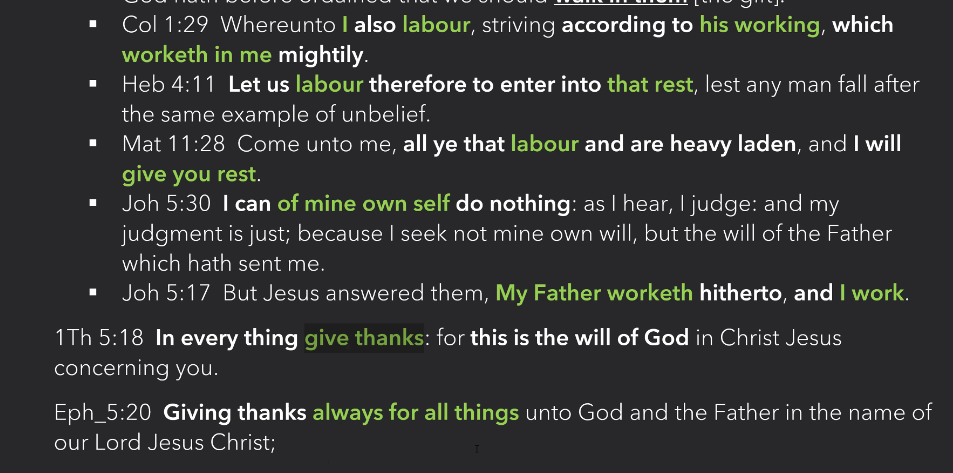 God hath before ordained that we should walk in them [the gift].
▪ Col 1:29  Whereunto I also labour, striving according to his working, which
worketh in me mightily.
▪ Heb 4:11  Let us labour therefore to enter into that rest, lest any man fall after
the same example of unbelief.
▪ Mat 11:28  Come unto me, all ye that labour and are heavy laden, and I will
give you rest.
▪ Joh 5:30  I can of mine own self do nothing: as I hear, I judge: and my
judgment is just; because I seek not mine own will, but the will of the Father
which hath sent me.
▪ Joh 5:17  But Jesus answered them, My Father worketh hitherto, and I work.
1Th 5:18  In every thing give thanks: for this is the will of God in Christ Jesus
concerning you.
Eph_5:20  Giving thanks always for all things unto God and the Father in the name of
our Lord Jesus Christ;